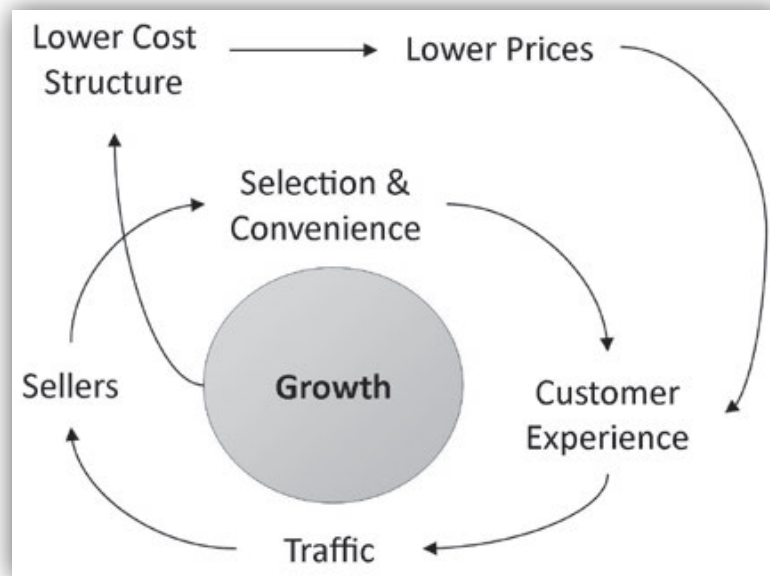 Lower Cost
Structure
Lower Prices
Selection &
Convenience
Sellers
Growth
Customer
Experience
Traffic